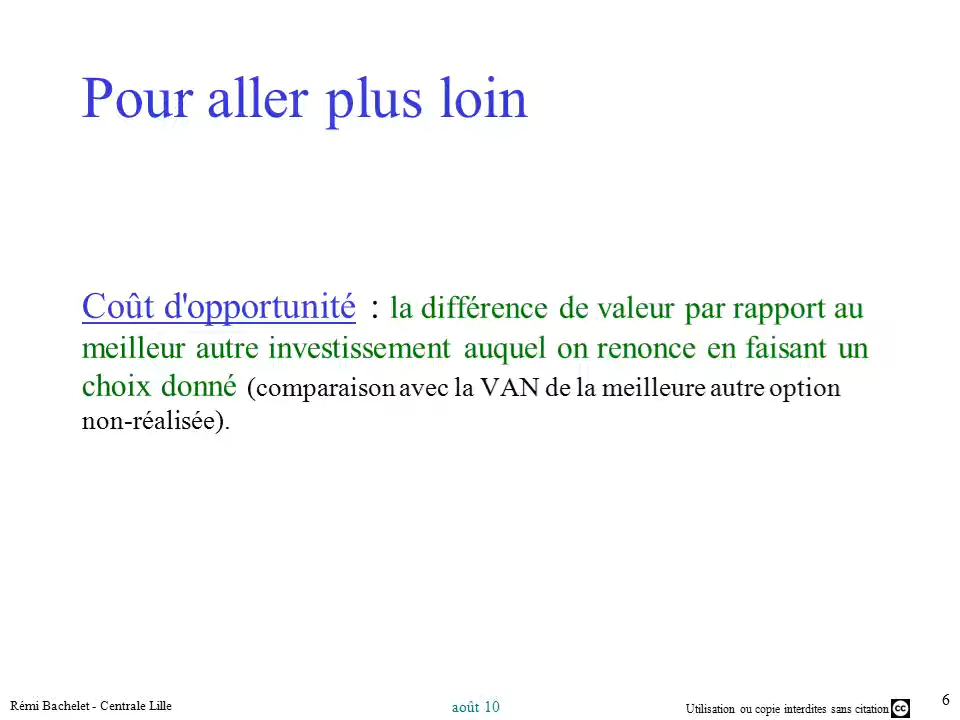 Pour aller plus loin
Coût d'opportunité : la différence de valeur par rapport au
meilleur autre investissement auquel on renonce en faisant un
choix donné (comparaison avec la VAN de la meilleure autre option
non-réalisée).
Rémi Bachelet - Centrale Lille
août 10
Utilisation ou copie interdites sans citation
cc
6